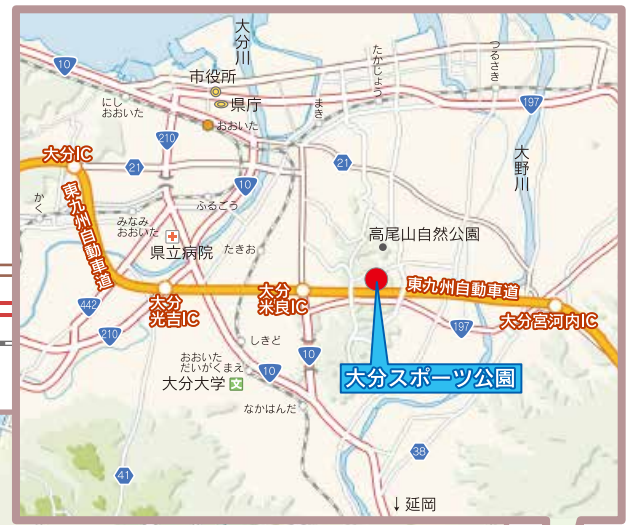 10
大分川
市役所
県庁
にし
おおいた
おおいた
まき
たかじょう
つるさき
197
大野川
210
大分IC
21
21
10
かく
東九州自動車道
ふるごう
みなみ
おおいた
県立病院
たきお
高尾山自然公園
442
大分
光吉IC
大分
米良IC
東九州自動車道
大分宮河内IC
210
197
しきど
10
おおいた
だいがくまえ
大分大学
文
10
大分スポーツ公園
なかはんだ
41
38
↓延岡